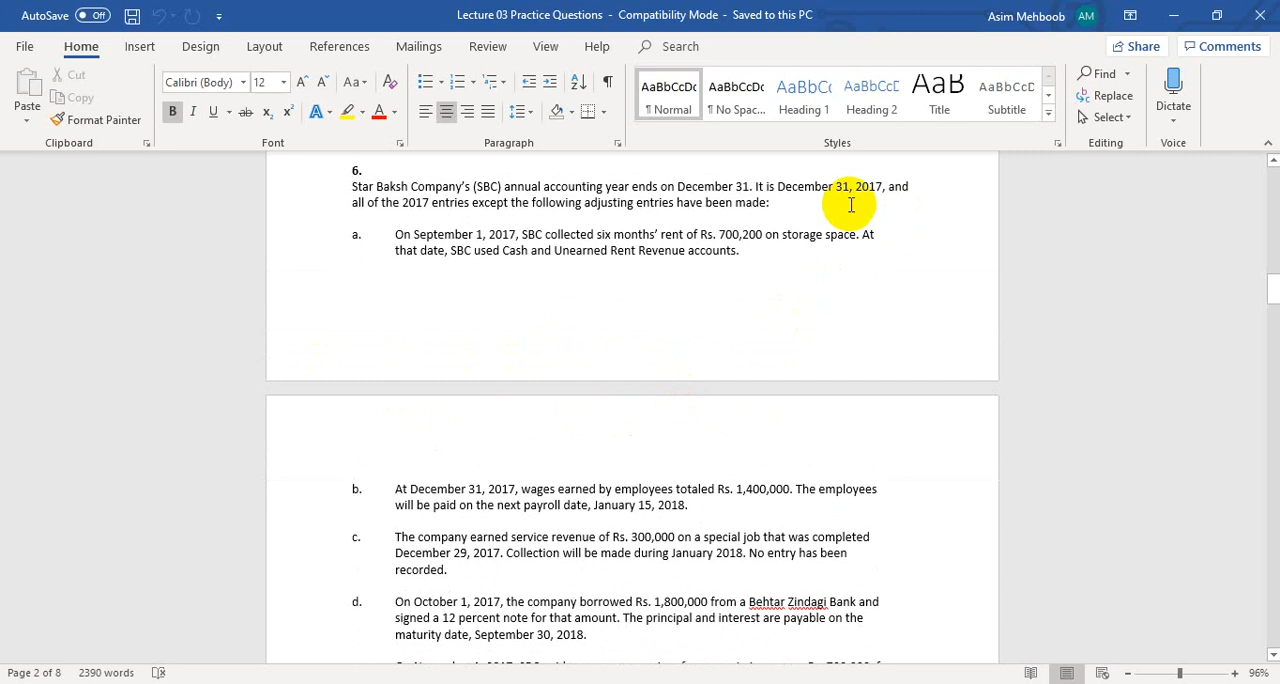 AutoSave Off
Lecture 03 Practice Questions - Compatibility Mode - Saved to this PC
Asim Mehboob AM
File Home Insert Draw Design Layout References Mailings Review View Help Search
Share Comments
Paste
Cut
Copy
Format Painter
Calibri (Body) 12
AaBbCcDc AaBbCcDc AaBbCc AaBbCcD AaB AaBbCcD
¶ Normal ¶ No Spac... Heading 1 Heading 2 Title Subtitle
Find
Replace
Select
Dictate
Clipboard Font Paragraph Styles Editing Voice
6.
Star Baksh Company's (SBC) annual accounting year ends on December 31. It is December 31, 2017, and
all of the 2017 entries except the following adjusting entries have been made:
a. On September 1, 2017, SBC collected six months' rent of Rs. 700,200 on storage space. At
that date, SBC used Cash and Unearned Rent Revenue accounts.
b. At December 31, 2017, wages earned by employees totaled Rs. 1,400,000. The employees
will be paid on the next payroll date, January 15, 2018.
c. The company earned service revenue of Rs. 300,000 on a special job that was completed
December 29, 2017. Collection will be made during January 2018. No entry has been
recorded.
d. On October 1, 2017, the company borrowed Rs. 1,800,000 from a Behtar Zindagi Bank and
signed a 12 percent note for that amount. The principal and interest are payable on the
maturity date, September 30, 2018.
Page 2 of 8 2390 words
96%